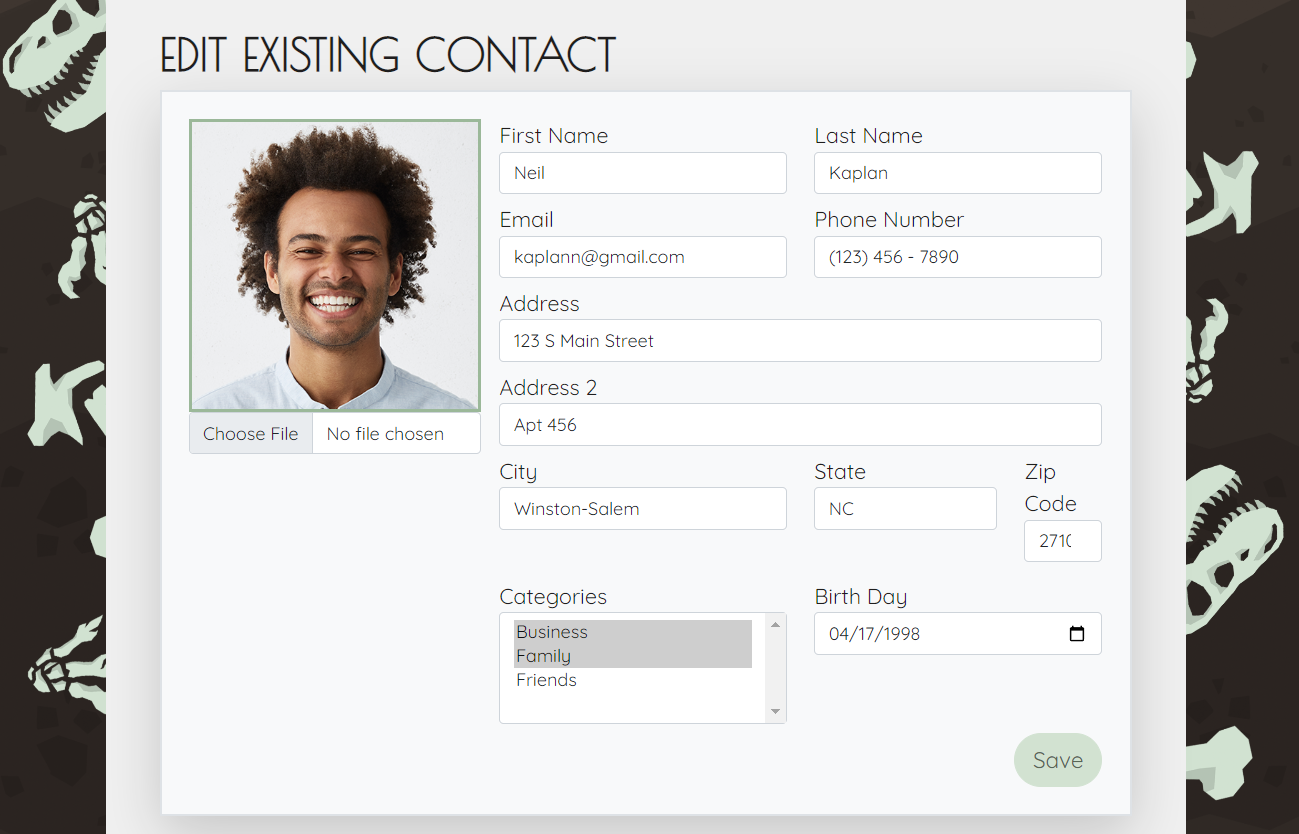 EDIT EXISTING CONTACT
First Name Last Name
Neil Kaplan
Email Phone Number
kaplann@gmail.com (123) 456 - 7890
Address
123 S Main Street
Address 2
Apt 456
Choose File No file chosen
City State Zip Code
Winston-Salem NC
Categories Birth Day
Business 04/17/1998
Family
Friends
Save